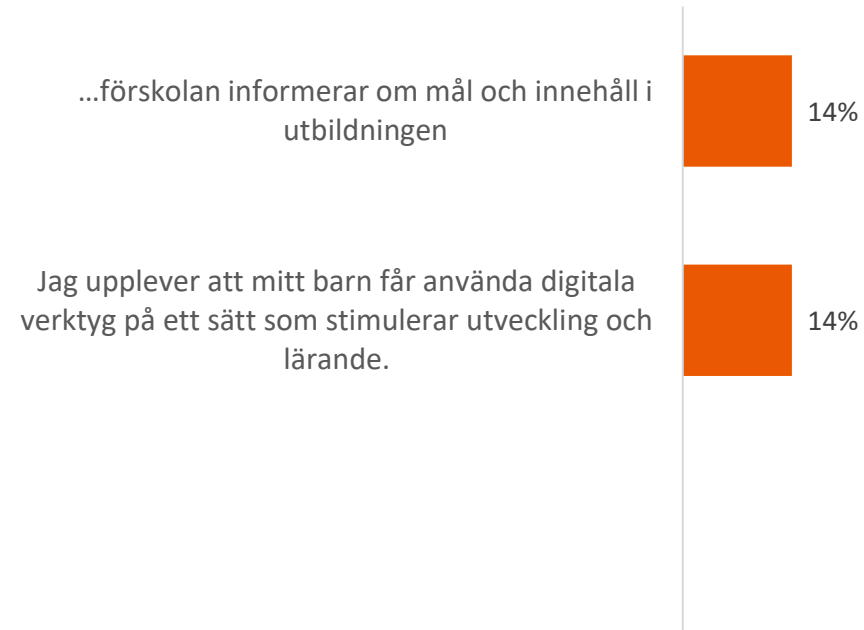 ...förskolan informerar om mål och innehåll i
utbildningen
14%
Jag upplever att mitt barn får använda digitala
verktyg på ett sätt som stimulerar utveckling och
lärande.
14%